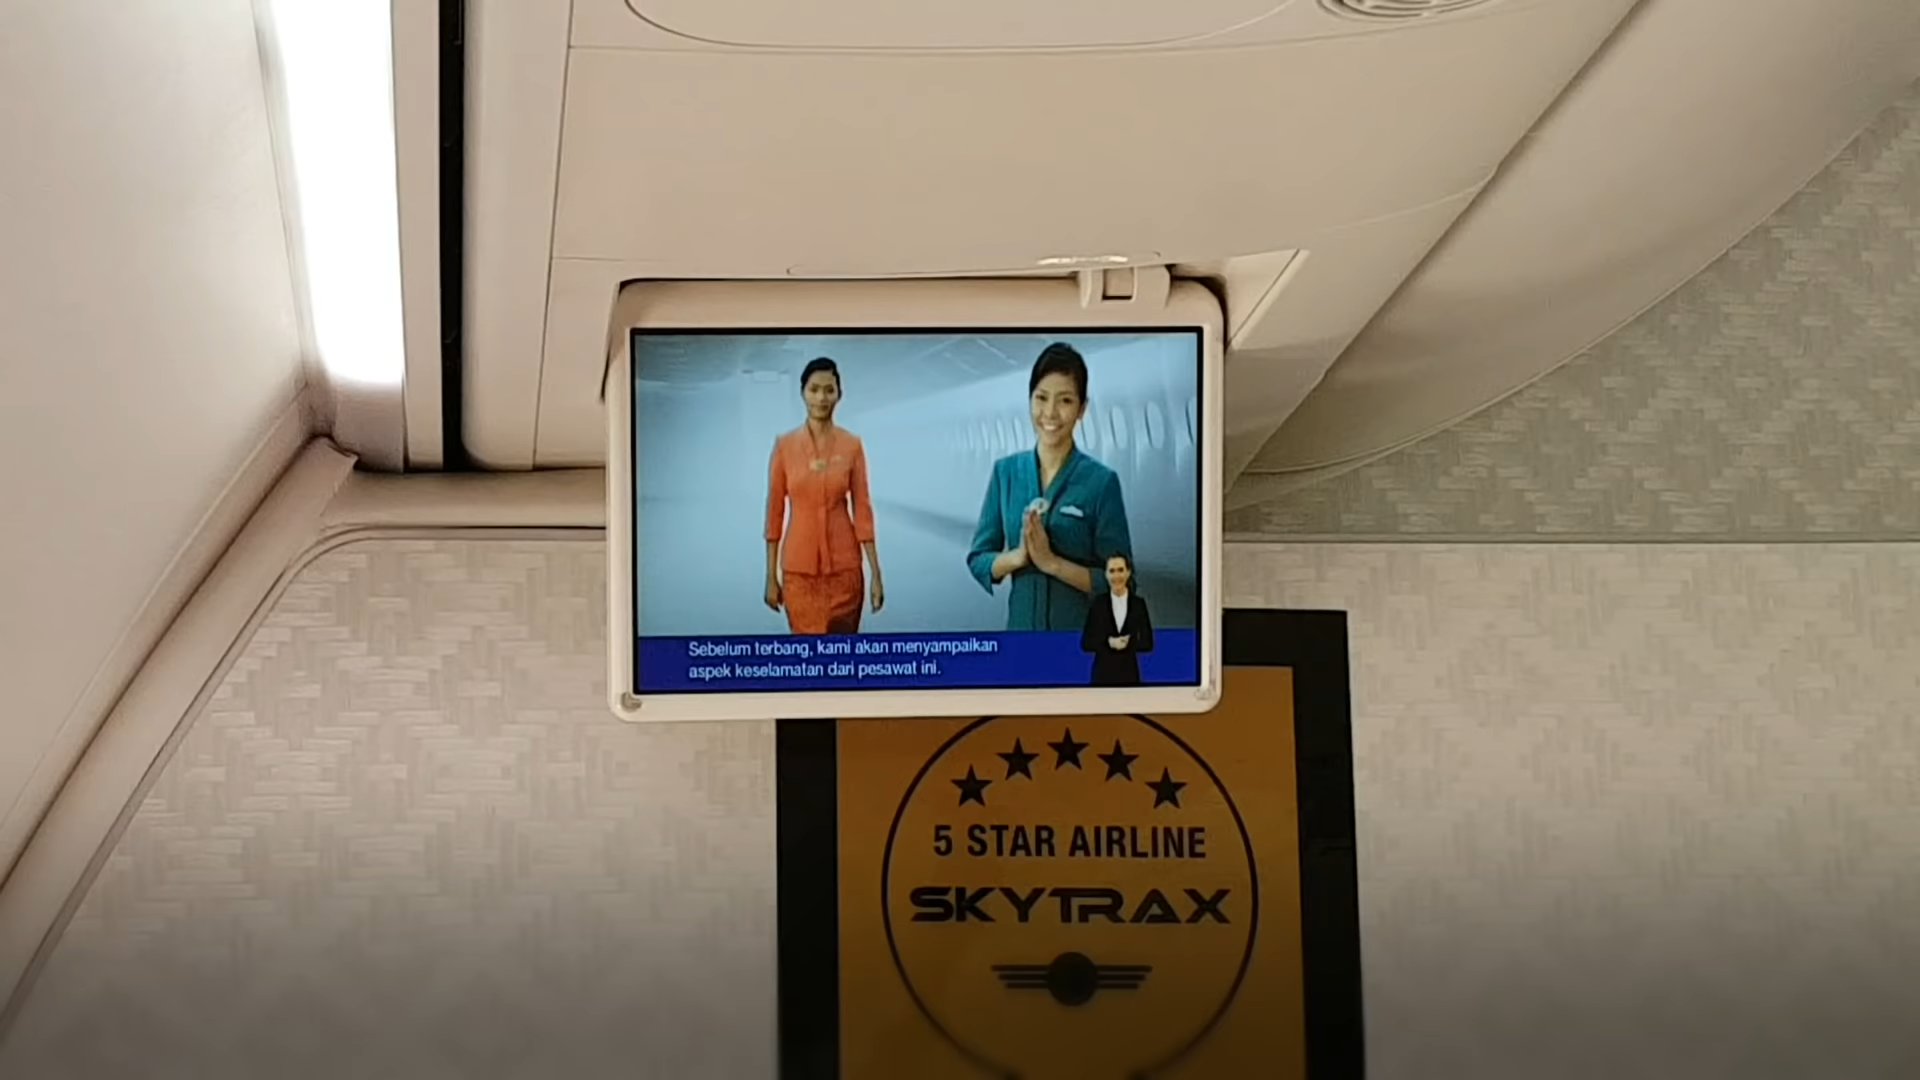 Sebelum terbang, kami akan menyampaikan
aspek keselamatan dari pesawat ini.
5 STAR AIRLINE
SKYTRAX